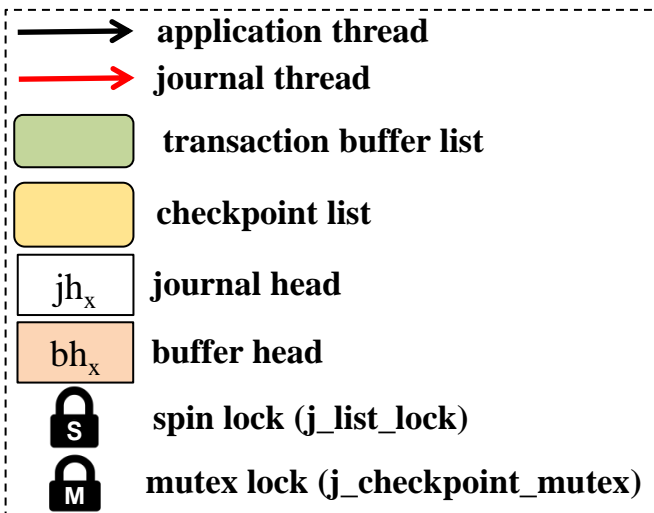 application thread
journal thread
transaction buffer list
checkpoint list
jhx journal head
bhx buffer head
S spin lock (j_list_lock)
M mutex lock (j_checkpoint_mutex)